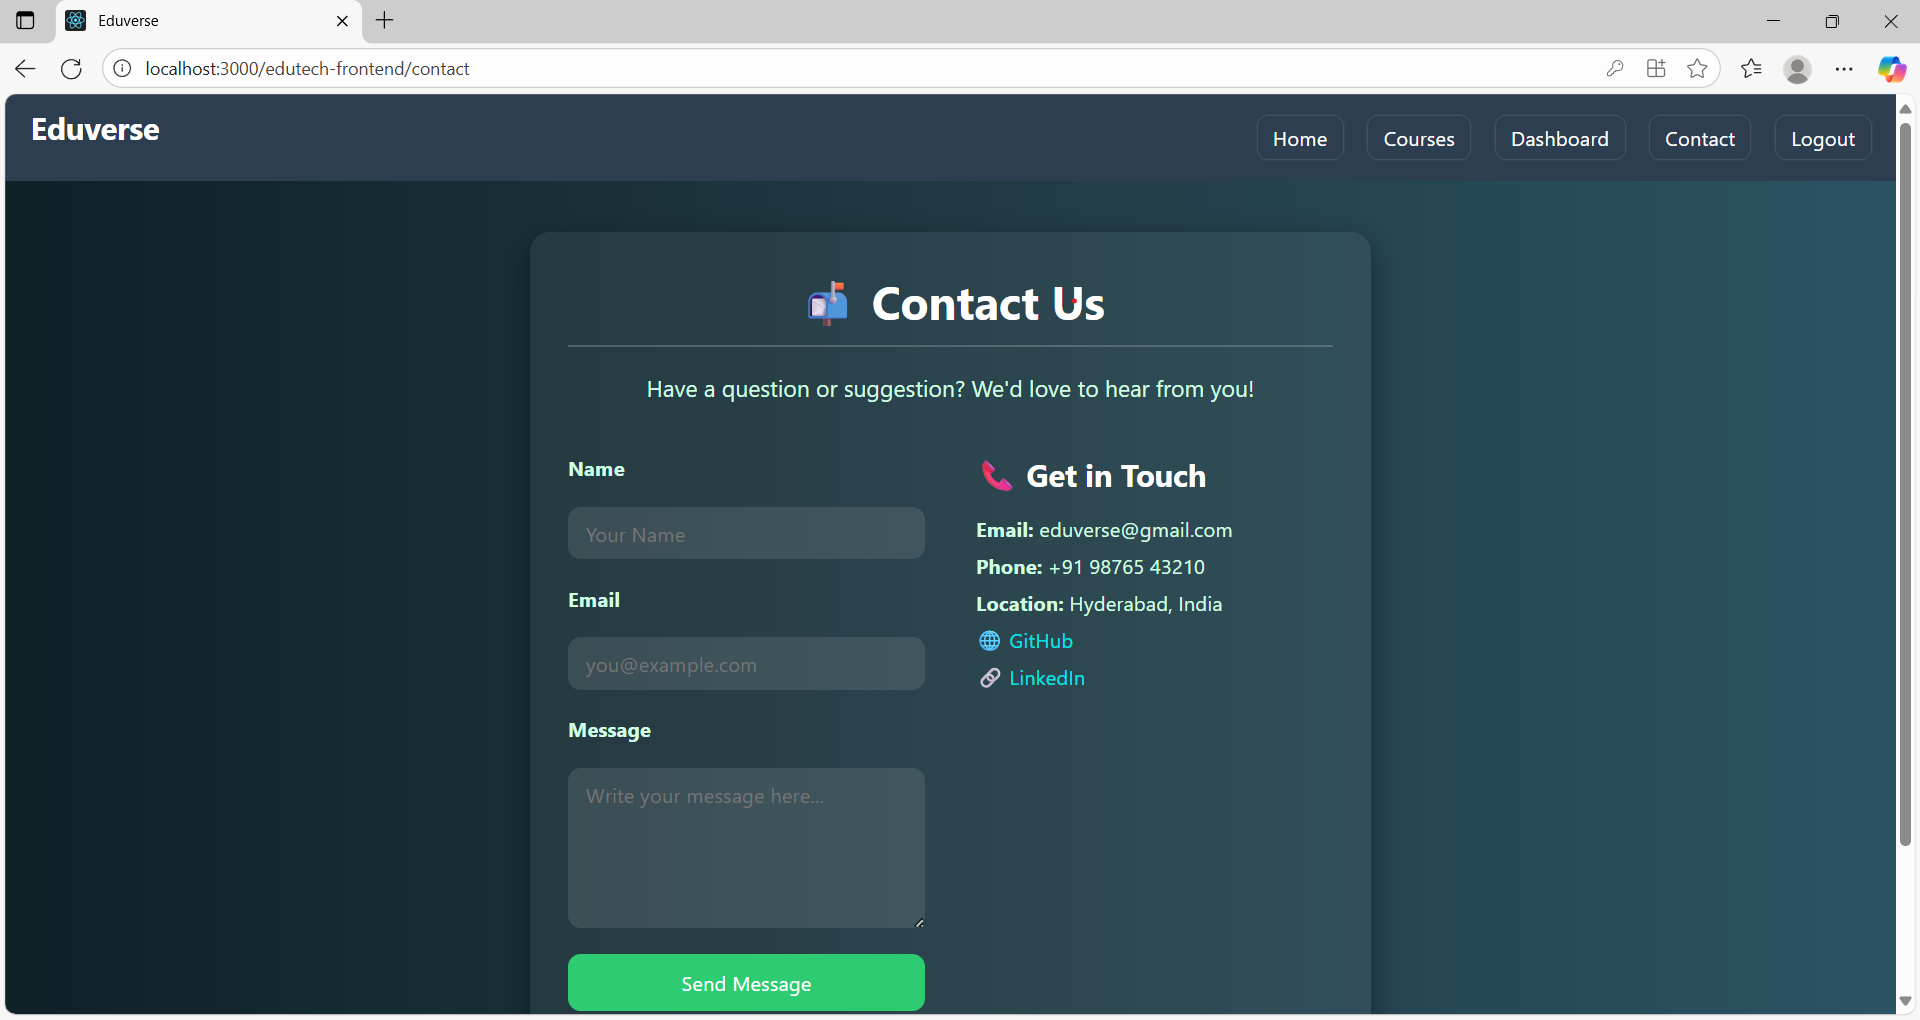 Eduverse
localhost:3000/edutech-frontend/contact
Eduverse
Home Courses Dashboard Contact Logout
Contact Us
Have a question or suggestion? We'd love to hear from you!
Name
Your Name
Email
you@example.com
Message
Write your message here...
Send Message
Get in Touch
Email: eduverse@gmail.com
Phone: +91 98765 43210
Location: Hyderabad, India
GitHub
LinkedIn